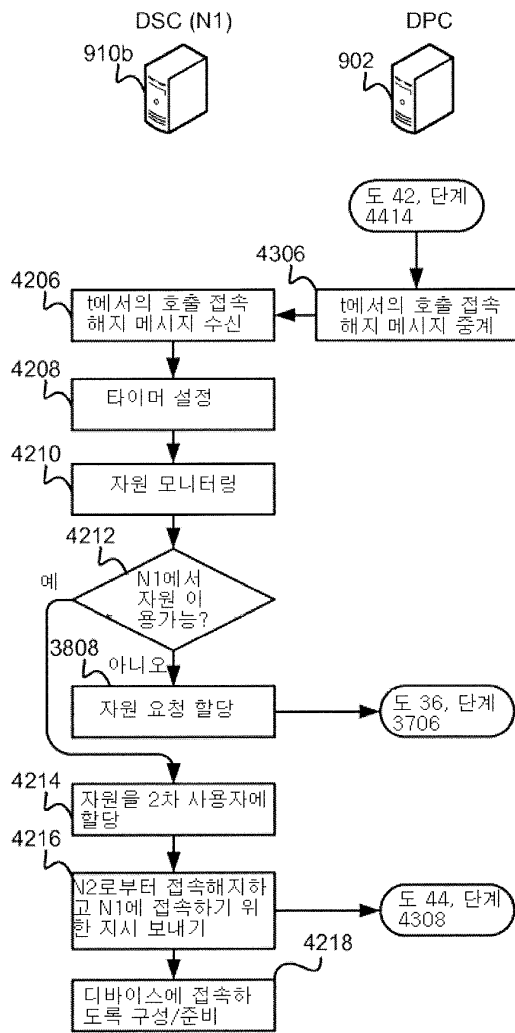 DSC (N1)
DPC
910b
902
도 42, 단계
4414
4306
4206
t에서의 호출 접속
해지 메시지 수신
t에서의 호출 접속
해지 메시지 중계
4208
타이머 설정
4210
자원 모니터링
4212
예
N1에서
자원 이
용가능?
3808
아니오
자원 요청 할당
도 36, 단계
3706
4214
자원을 2차 사용자에
할당
4216
N2로부터 접속해지하
고 N1에 접속하기 위
한 지시 보내기
도 44, 단계
4308
4218
디바이스에 접속하
도록 구성/준비